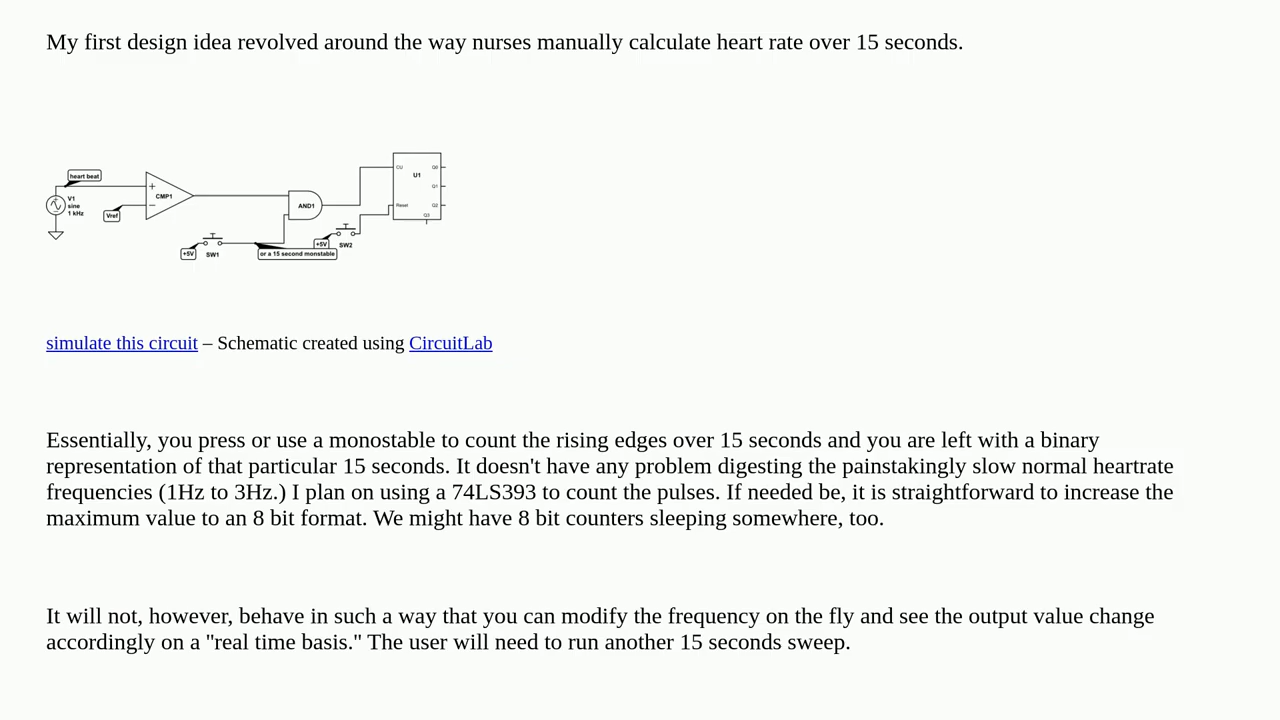 My first design idea revolved around the way nurses manually calculate heart rate over 15 seconds.
heart beat
V1
sine
1 kHz
Vref
+
−
CMP1
AND1
CU
Reset
U1
Q0
Q1
Q2
Q3
+5V
SW1
or a 15 second monstable
+5V
SW2
simulate this circuit – Schematic created using CircuitLab
Essentially, you press or use a monostable to count the rising edges over 15 seconds and you are left with a binary
representation of that particular 15 seconds. It doesn't have any problem digesting the painstakingly slow normal heartrate
frequencies (1Hz to 3Hz.) I plan on using a 74LS393 to count the pulses. If needed be, it is straightforward to increase the
maximum value to an 8 bit format. We might have 8 bit counters sleeping somewhere, too.
It will not, however, behave in such a way that you can modify the frequency on the fly and see the output value change
accordingly on a "real time basis." The user will need to run another 15 seconds sweep.